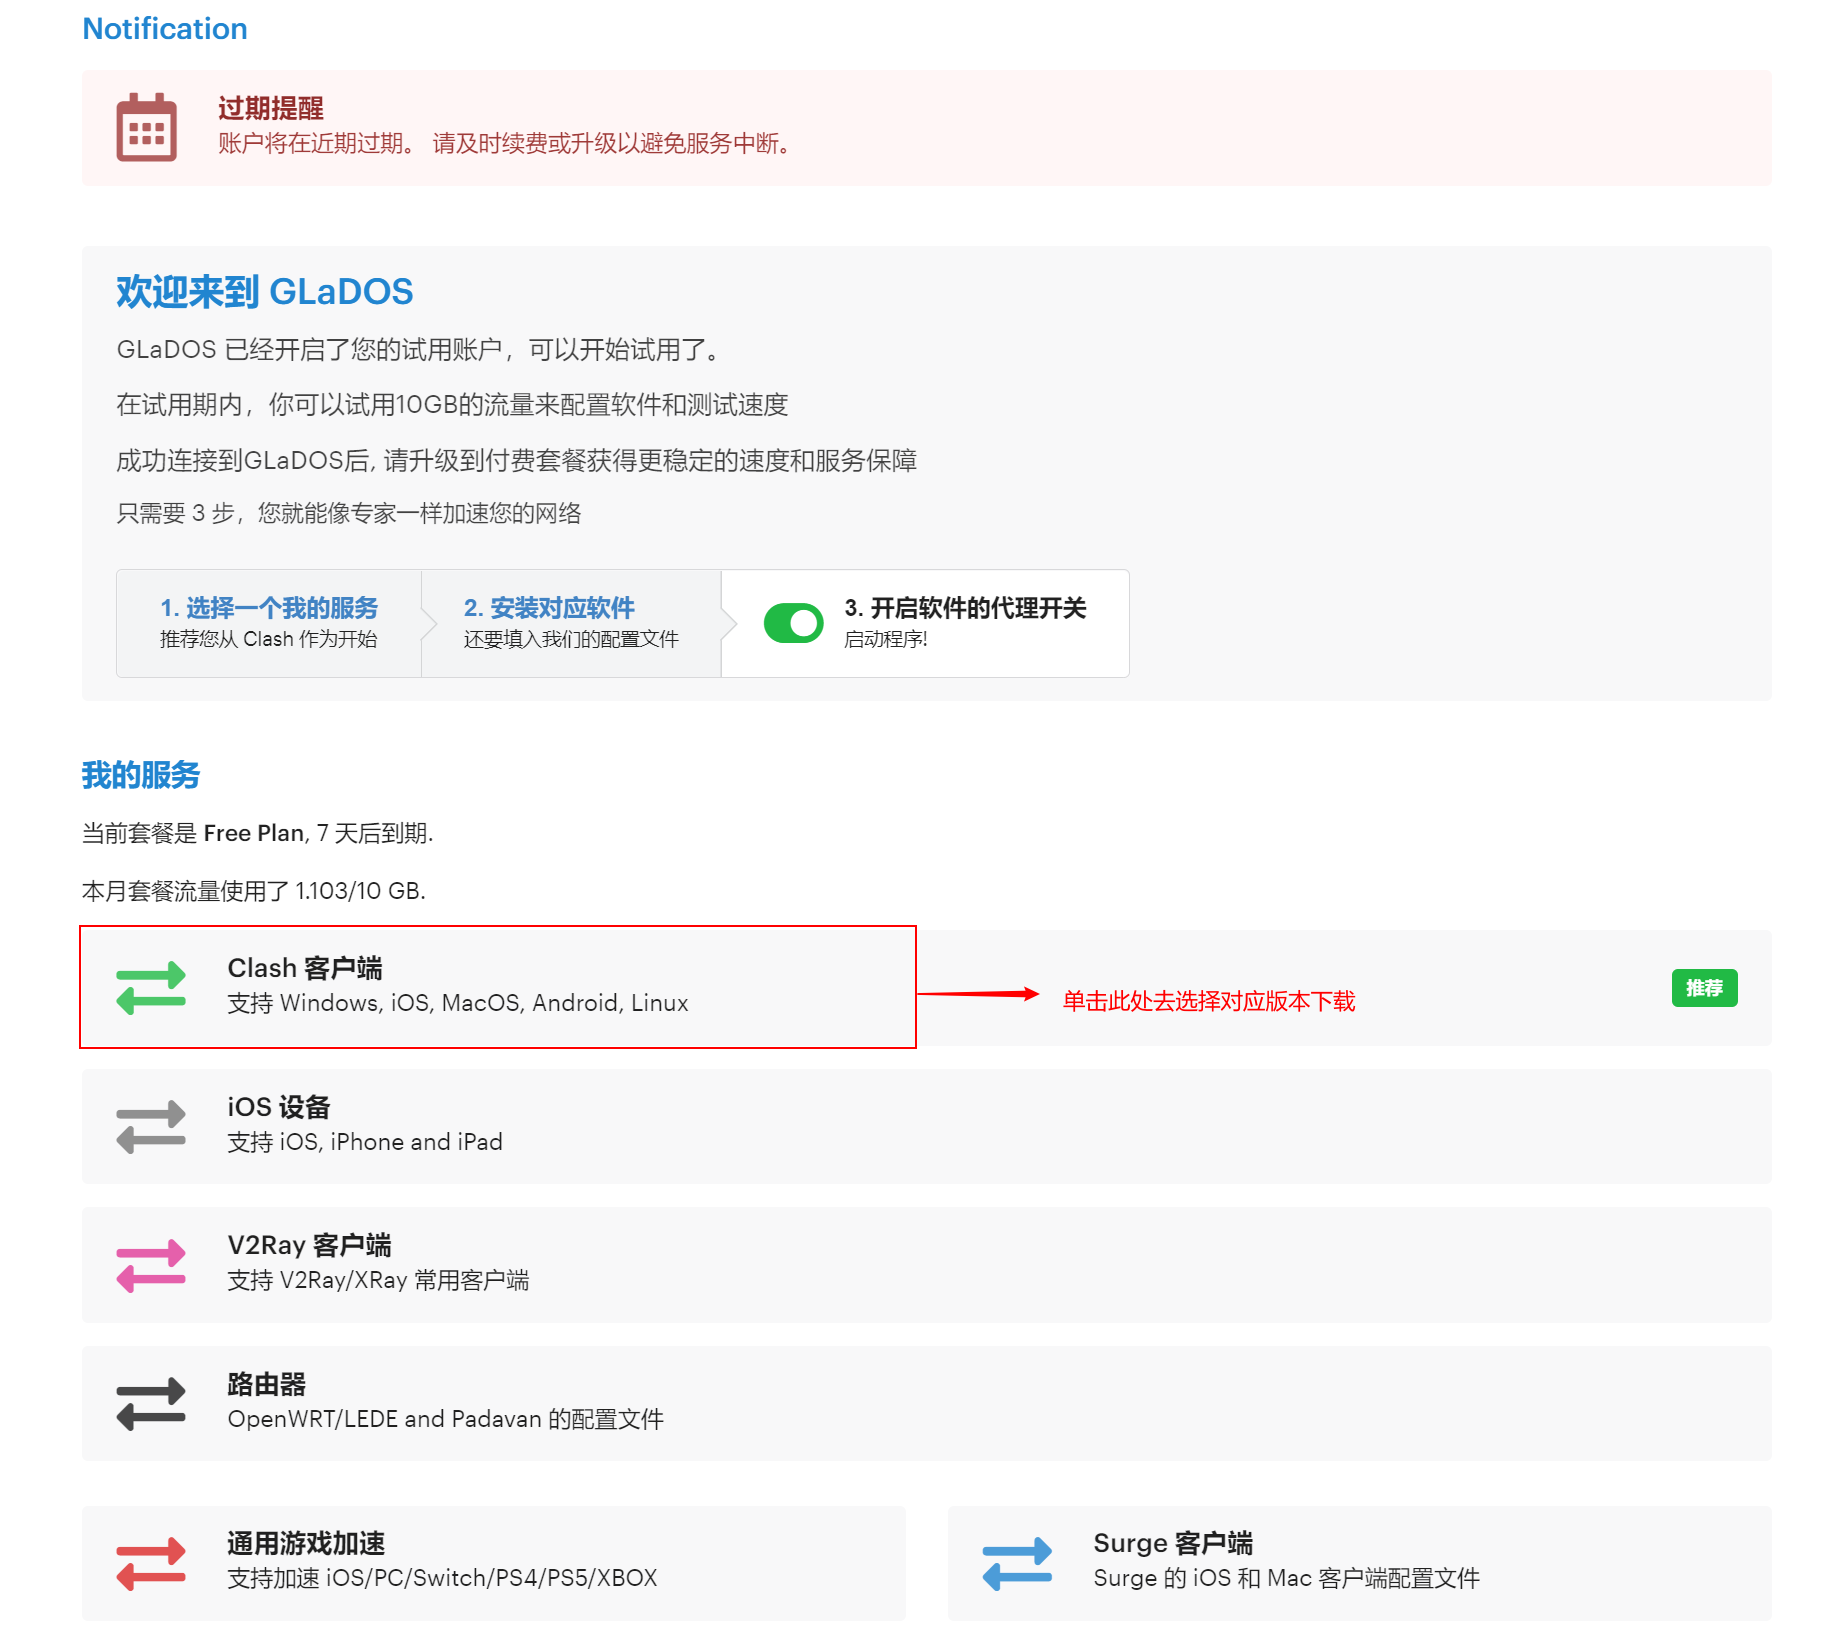 Notification
过期提醒
账户将在近期过期。 请及时续费或升级以避免服务中断。
欢迎来到 GLaDOS
GLaDOS 已经开启了您的试用账户，可以开始试用了。
在试用期内，你可以试用10GB的流量来配置软件和测试速度
成功连接到GLaDOS后, 请升级到付费套餐获得更稳定的速度和服务保障
只需要 3 步，您就能像专家一样加速您的网络
1. 选择一个我的服务
推荐您从 Clash 作为开始
2. 安装对应软件
还要填入我们的配置文件
3. 开启软件的代理开关
启动程序!
我的服务
当前套餐是 Free Plan, 7 天后到期.
本月套餐流量使用了 1.103/10 GB.
Clash 客户端
支持 Windows, iOS, MacOS, Android, Linux
单击此处去选择对应版本下载
推荐
iOS 设备
支持 iOS, iPhone and iPad
V2Ray 客户端
支持 V2Ray/XRay 常用客户端
路由器
OpenWRT/LEDE and Padavan 的配置文件
通用游戏加速
支持加速 iOS/PC/Switch/PS4/PS5/XBOX
Surge 客户端
Surge 的 iOS 和 Mac 客户端配置文件